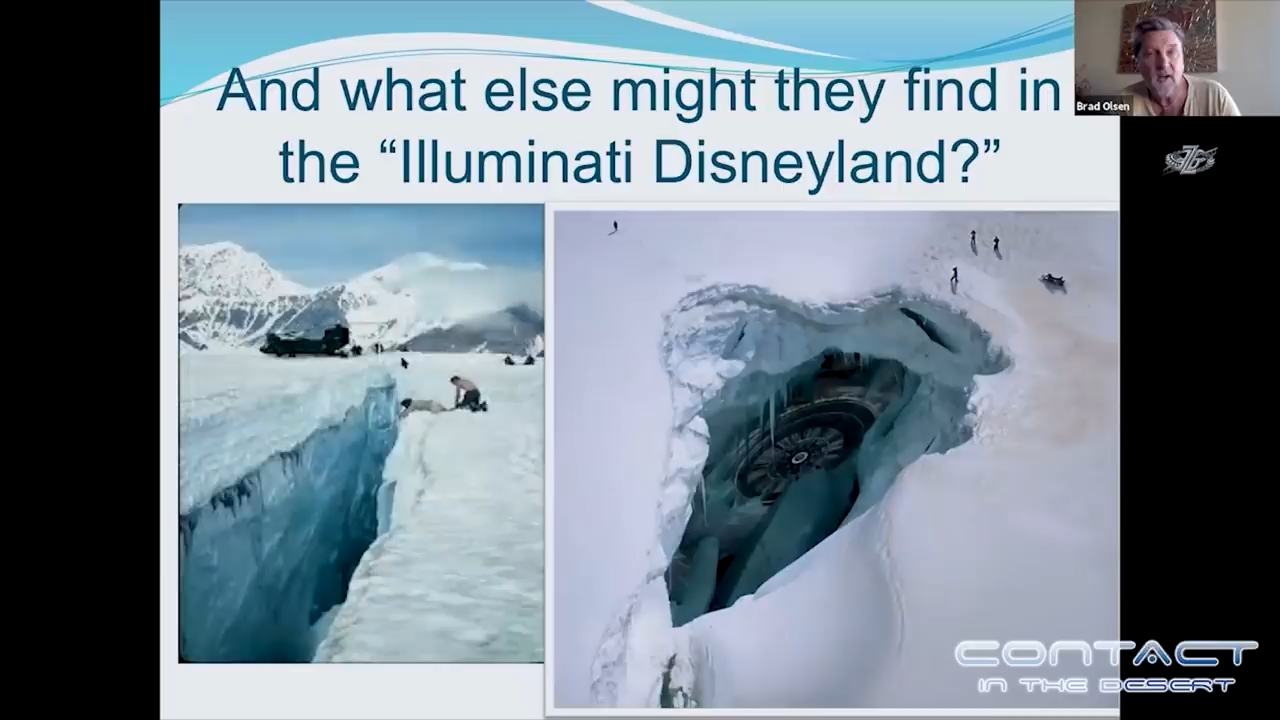 And what else might they find in
the “Illuminati Disneyland?”
Brad Olsen
CONTACT
IN THE DESERT